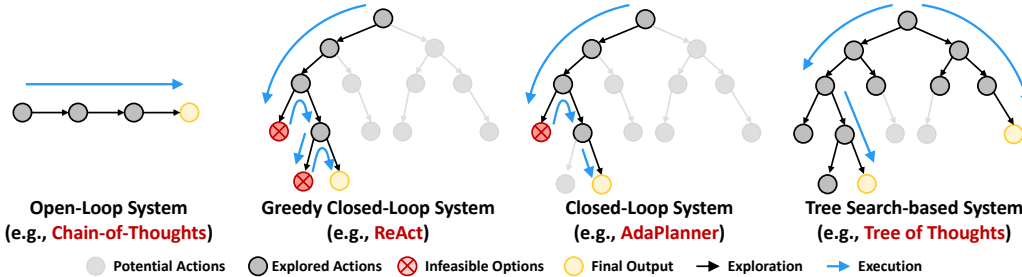 Open-Loop System
(e.g., Chain-of-Thoughts)
Greedy Closed-Loop System
(e.g., ReAct)
Closed-Loop System
(e.g., AdaPlanner)
Tree Search-based System
(e.g., Tree of Thoughts)
Potential Actions Explored Actions Infeasible Options Final Output Exploration Execution